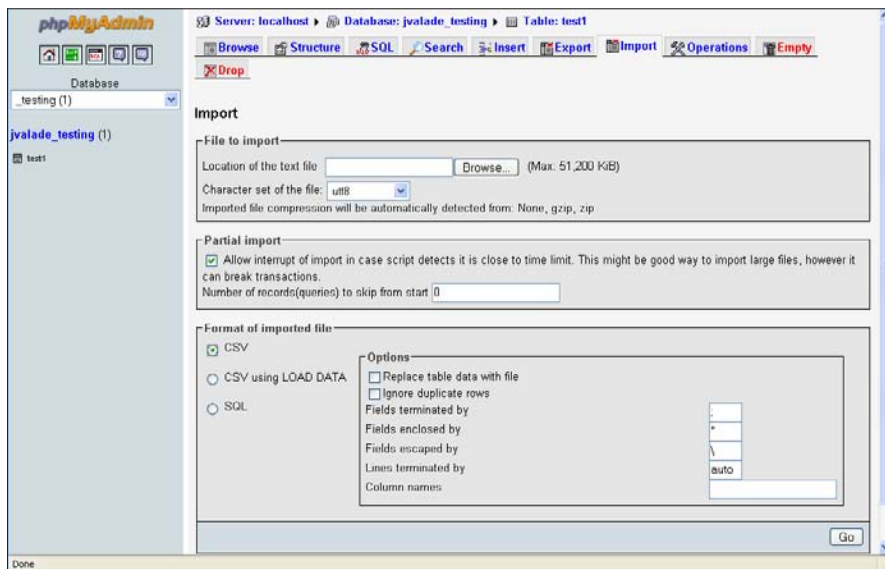 phpMyAdmin
Database
_testing (1)
jvalade_testing (1)
test1
Server: localhost ▸ Database: jvalade_testing ▸ Table: test1
Browse Structure SQL Search Insert Export Import Operations Empty
Drop
Import
File to import
Location of the text file Browse... (Max: 51,200 KiB)
Character set of the file: utf8
Imported file compression will be automatically detected from: None, gzip, zip
Partial import
Allow interrupt of import in case script detects it is close to time limit. This might be good way to import large files, however it
can break transactions.
Number of records(queries) to skip from start 0
Format of imported file
CSV
CSV using LOAD DATA
SQL
Options
Replace table data with file
Ignore duplicate rows
Fields terminated by
Fields enclosed by "
Fields escaped by \
Lines terminated by auto
Column names
Go
Done